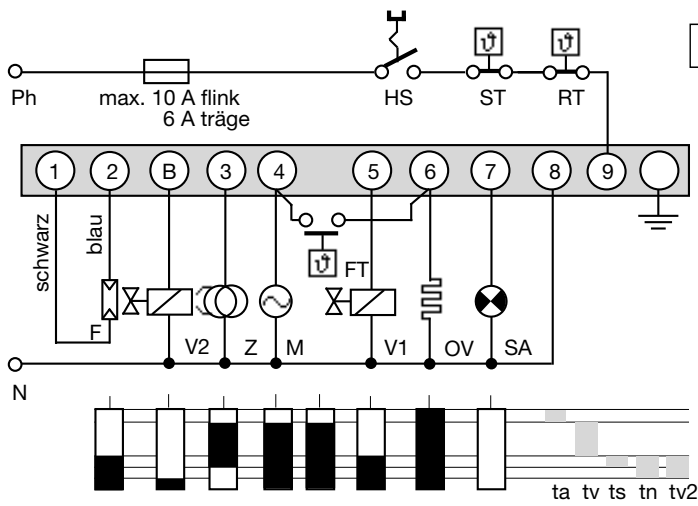 ϑ ϑ
Ph max. 10 A flink HS ST RT
6 A träge
1 2 B 3 4 5 6 7 8 9
schwarz
blau
ϑ FT
F
V2 Z M V1 OV SA
N
ta tv ts tn tv2